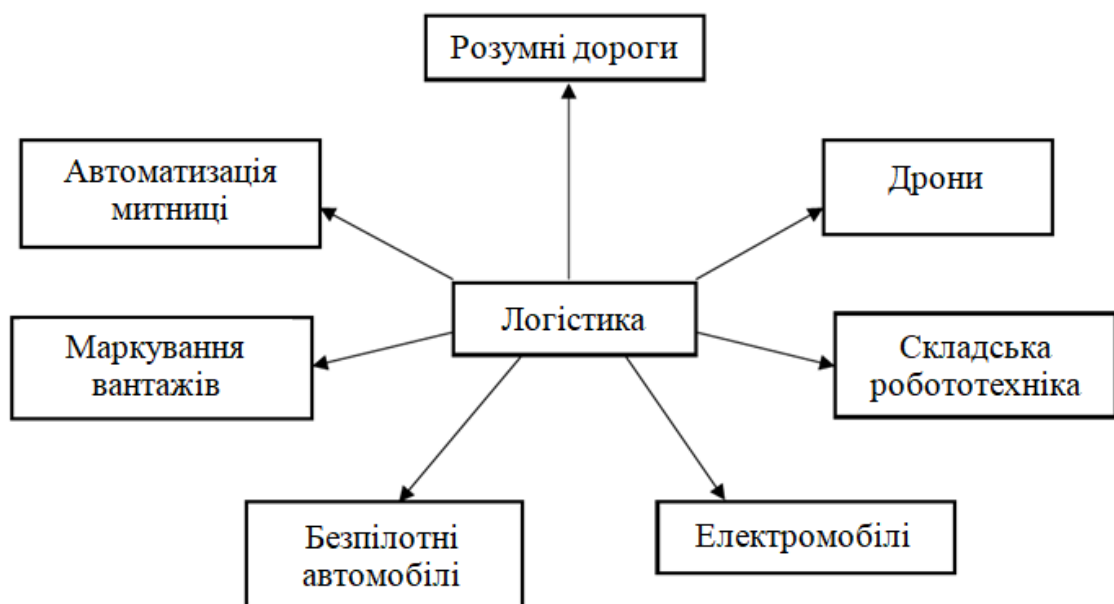 Розумні дороги
Автоматизація
митниці
Дрони
Логістика
Маркування
вантажів
Складська
робототехніка
Безпілотні
автомобілі
Електромобілі